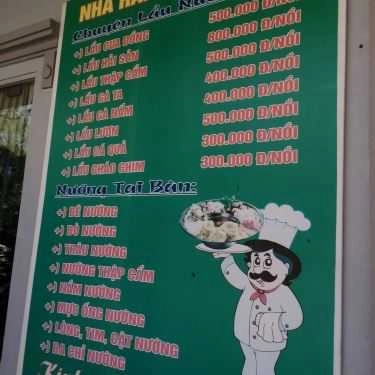 NHÀ
Chuyên Lẩu
+) LẨU CUA ĐỒNG 500.000 Đ/NỒI
+) LẨU HẢI SẢN 800.000 Đ/NỒI
+) LẨU THẬP CẨM 500.000 Đ/NỒI
+) LẨU GÀ TA 400.000 Đ/NỒI
+) LẨU GÀ NẤM 400.000 Đ/NỒI
+) LẨU LƯƠN 500.000 Đ/NỒI
+) LẨU CÁ QUẢ 300.000 Đ/NỒI
+) LẨU CHÁO CHIM 300.000 Đ/NỒI
Nướng Tại Bàn:
+) DÊ NƯỚNG
+) BÒ NƯỚNG
+) TRÂU NƯỚNG
+) NƯỚNG THẬP CẨM
+) NẦM NƯỚNG
+) MỰC ỐNG NƯỚNG
+) LÒNG, TIM, CẬT NƯỚNG
+) BA CHỈ NƯỚNG